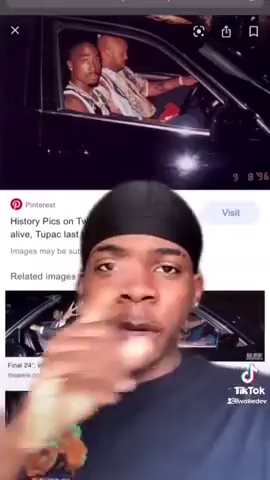 9 8 '96
Pinterest
Visit
History Pics on Tw
alive, Tupac last
Images may be sub
Related images
Final 24': 
TikTok